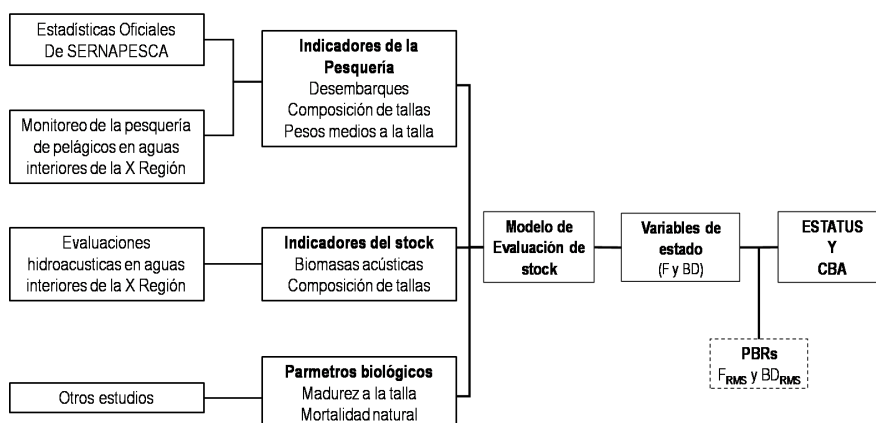 Estadísticas Oficiales
De SERNAPESCA
Monitoreo de la pesquería
de pelágicos en aguas
interiores de la X Región
Indicadores de la
Pesquería
Desembarques
Composición de tallas
Pesos medios a la talla
Evaluaciones
hidroacusticas en aguas
interiores de la X Región
Indicadores del stock
Biomasas acústicas
Composición de tallas
Otros estudios
Parmetros biológicos
Madurez a la talla
Mortalidad natural
Modelo de
Evaluación de
stock
Variables de
estado
(F y BD)
ESTATUS
Y
CBA
PBRs
FRMS y BDRMS